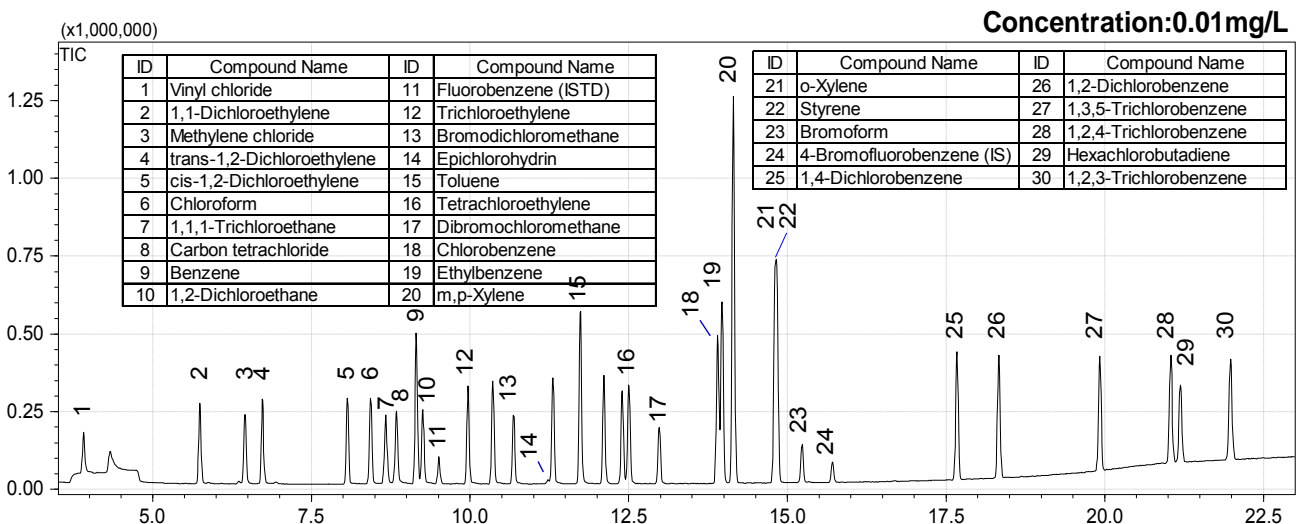 Concentration:0.01mg/L
(x1,000,000)
TIC
ID Compound Name ID Compound Name
1 Vinyl chloride 11 Fluorobenzene (ISTD)
2 1,1-Dichloroethylene 12 Trichloroethylene
3 Methylene chloride 13 Bromodichloromethane
4 trans-1,2-Dichloroethylene 14 Epichlorohydrin
5 cis-1,2-Dichloroethylene 15 Toluene
6 Chloroform 16 Tetrachloroethylene
7 1,1,1-Trichloroethane 17 Dibromochloromethane
8 Carbon tetrachloride 18 Chlorobenzene
9 Benzene 19 Ethylbenzene
10 1,2-Dichloroethane 20 m,p-Xylene
ID Compound Name ID Compound Name
21 o-Xylene 26 1,2-Dichlorobenzene
22 Styrene 27 1,3,5-Trichlorobenzene
23 Bromoform 28 1,2,4-Trichlorobenzene
24 4-Bromofluorobenzene (IS) 29 Hexachlorobutadiene
25 1,4-Dichlorobenzene 30 1,2,3-Trichlorobenzene
1.25
1.00
0.75
0.50
0.25
0.00
1
2
3
4
5
6
7
8
9
10
11
12
13
14
15
16
17
18
19
20
21
22
23
24
25
26
27
28
29
30
5.0 7.5 10.0 12.5 15.0 17.5 20.0 22.5